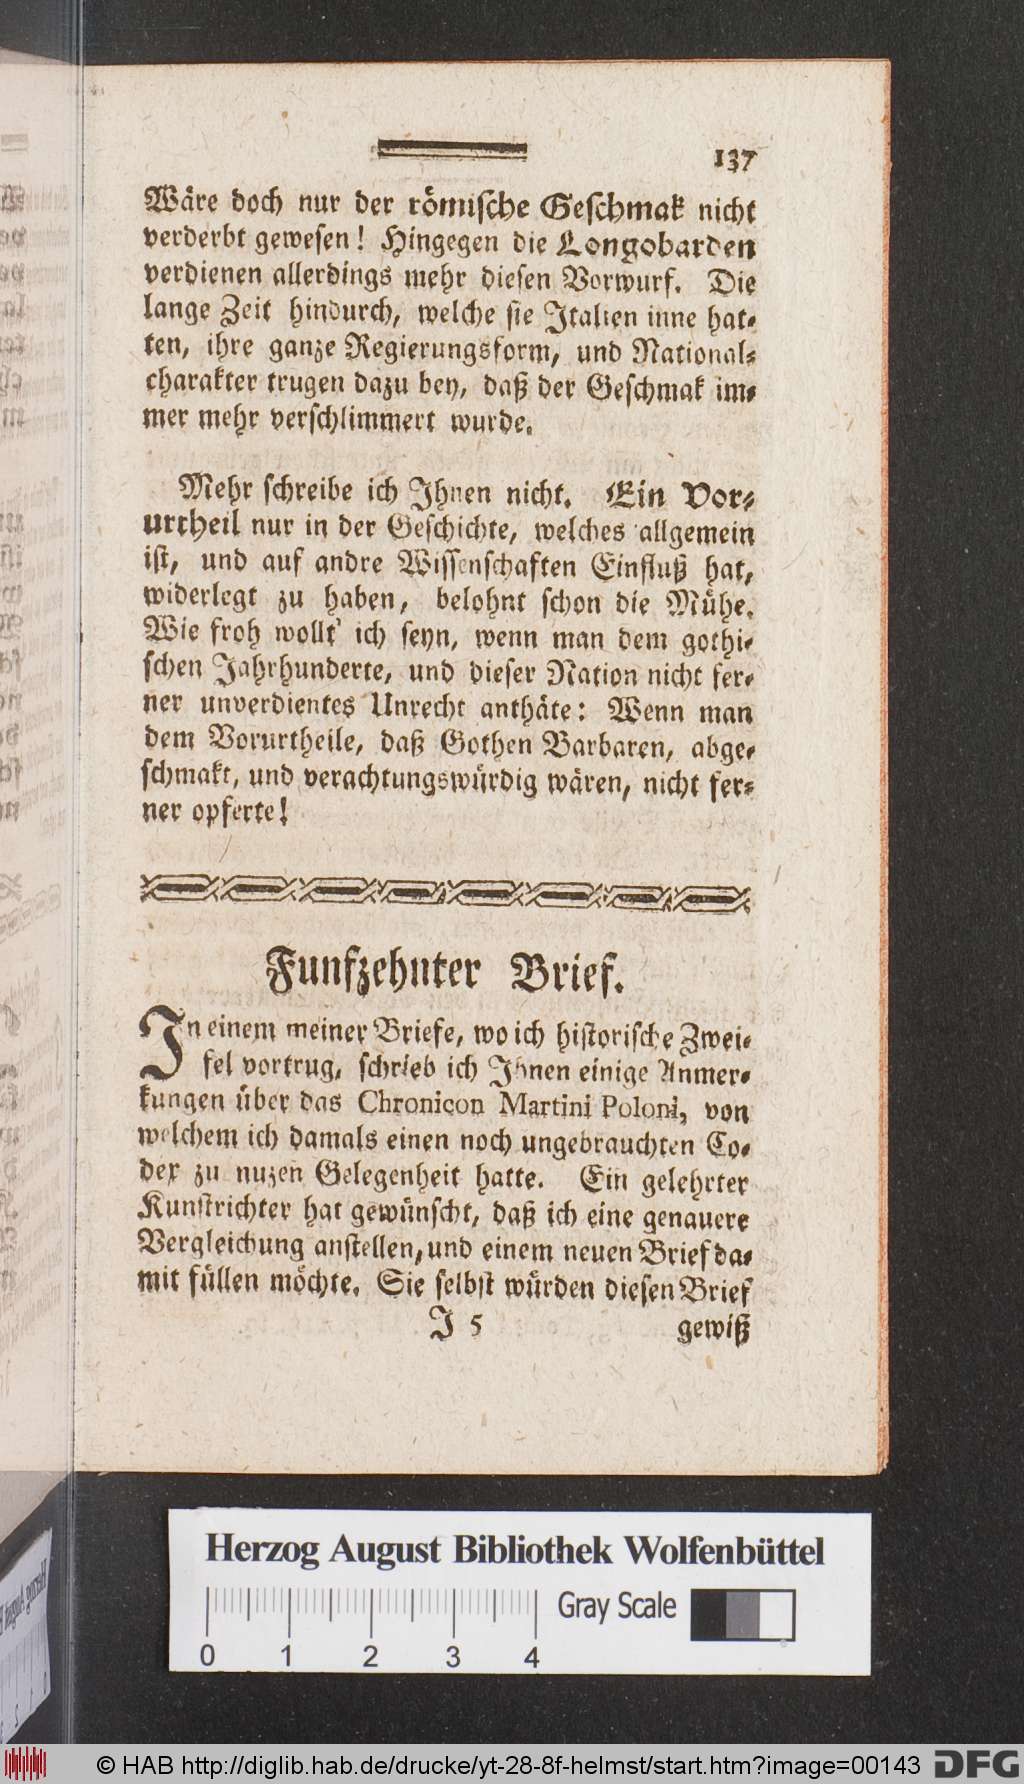 137
Wäre doch nur der römische Geschmak nicht
verderbt gewesen! Hingegen die Longobarden
verdienen allerdings mehr diesen Vorwurf. Die
lange Zeit hindurch, welche sie Italien inne hat-
ten, ihre ganze Regierungsform, und National-
charakter trugen dazu bey, daß der Geschmak im-
mer mehr verschlimmert wurde.
Mehr schreibe ich Ihnen nicht. Ein Vor-
urtheil nur in der Geschichte, welches allgemein
ist, und auf andre Wissenschaften Einfluß hat,
widerlegt zu haben, belohnt schon die Mühe.
Wie froh wollt' ich seyn, wenn man dem gothi-
schen Jahrhunderte, und dieser Nation nicht fer-
ner unverdientes Unrecht anthäte: Wenn man
dem Vorurtheile, daß Gothen Barbaren, abge-
schmakt, und verachtungswürdig wären, nicht fer-
ner opferte!
Funfzehnter Brief.
In einem meiner Briefe, wo ich historische Zwei-
fel vortrug, schrieb ich Ihnen einige Anmer-
kungen über das Chronicon Martini Poloni, von
welchem ich damals einen noch ungebrauchten Co-
dex zu nuzen Gelegenheit hatte. Ein gelehrter
Kunstrichter hat gewünscht, daß ich eine genauere
Vergleichung anstellen, und einem neuen Brief da-
mit füllen möchte. Sie selbst würden diesen Brief
J 5 gewiß
Herzog August Bibliothek Wolfenbüttel
Gray Scale
0 1 2 3 4
© HAB http://diglib.hab.de/drucke/yt-28-8f-helmst/start.htm?image=00143 DFG